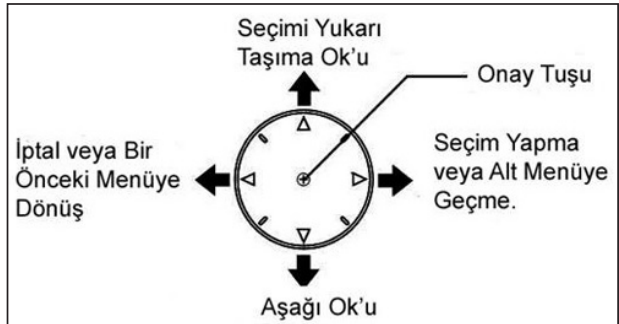 Seçimi Yukarı
Taşıma Ok'u
Onay Tuşu
İptal veya Bir
Önceki Menüye
Dönüş
Seçim Yapma
veya Alt Menüye
Geçme.
Aşağı Ok'u